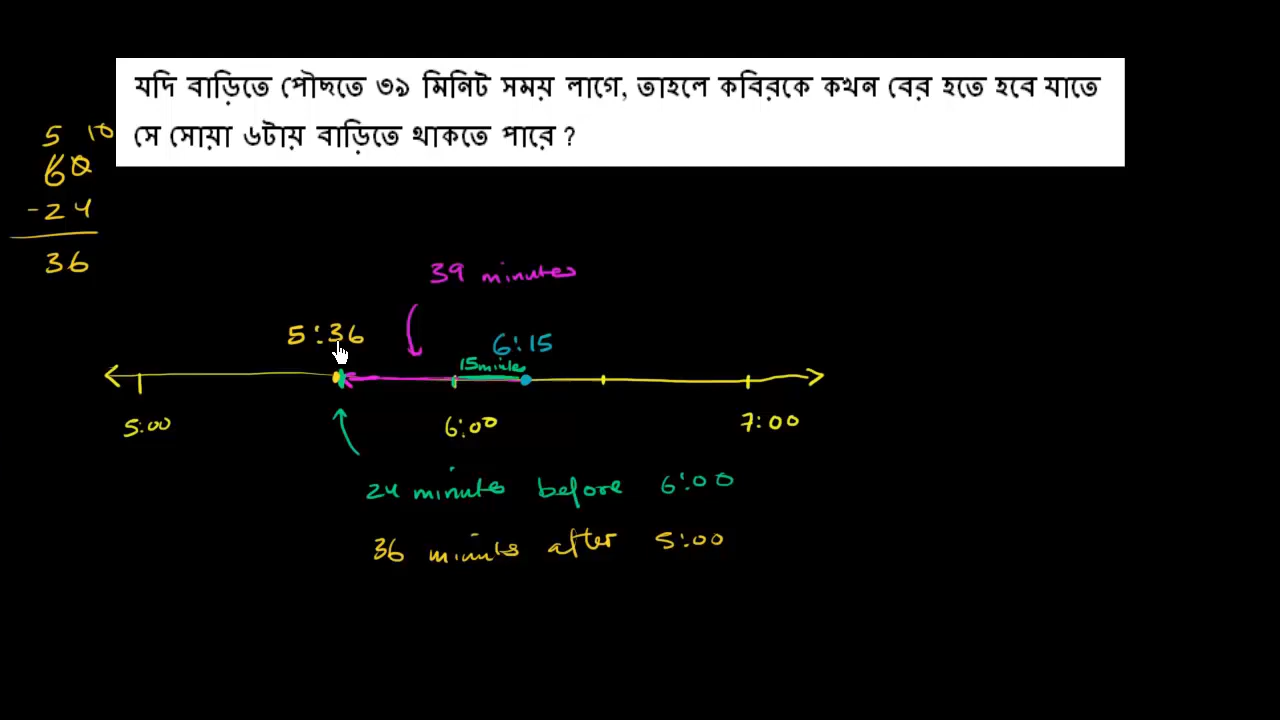 যদি বাড়িতে পৌছতে ৩৯ মিনিট সময় লাগে, তাহলে কবিরকে কখন বের হতে হবে যাতে
সে সোয়া ৬টায় বাড়িতে থাকতে পারে ?
5 10
60
-24
36
39 minutes
5:36
6:15
15 minutes
5:00
6:00
7:00
24 minutes before 6:00
36 minutes after 5:00